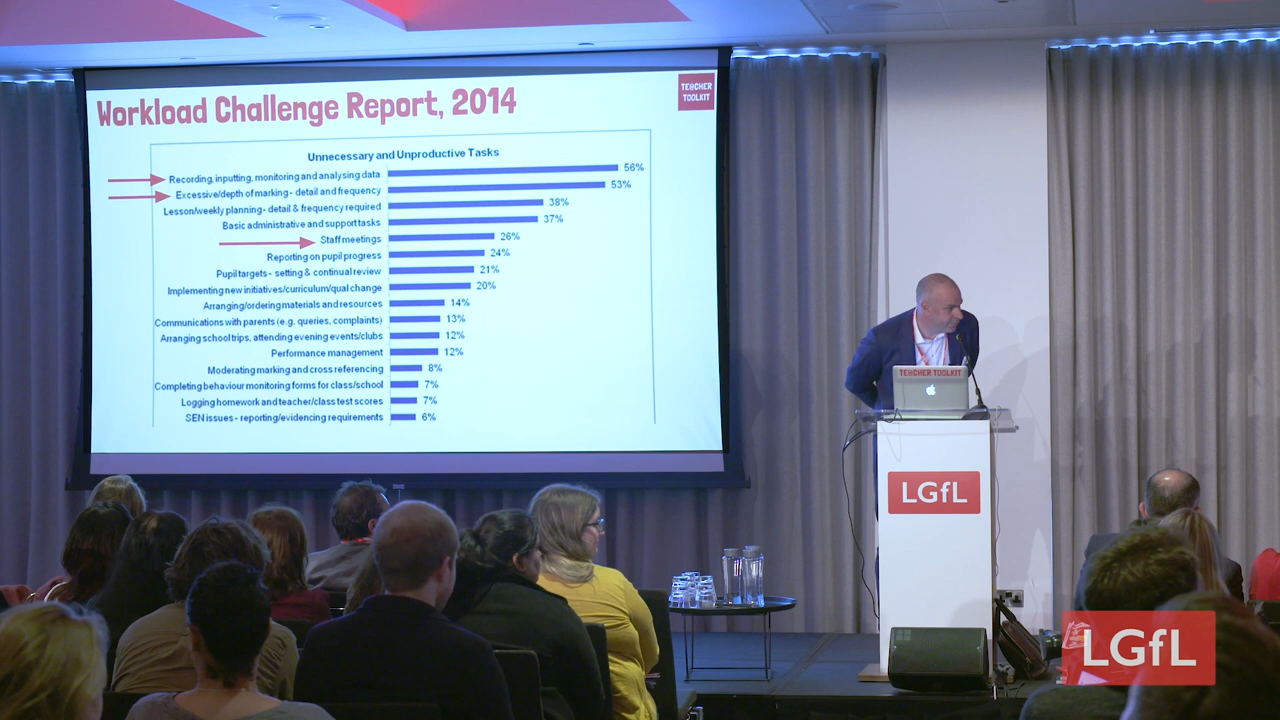 Workload Challenge Report, 2014
TE@CHER
TOOLKIT
Unnecessary and Unproductive Tasks
Recording, inputting, monitoring and analysing data 56%
Excessive/depth of marking - detail and frequency 53%
Lesson/weekly planning - detail & frequency required 38%
Basic administrative and support tasks 37%
Staff meetings 26%
Reporting on pupil progress 24%
Pupil targets - setting & continual review 21%
Implementing new initiatives/curriculum/qual change 20%
Arranging/ordering materials and resources 14%
Communications with parents (e.g. queries, complaints) 13%
Arranging school trips, attending evening events/clubs 12%
Performance management 12%
Moderating marking and cross referencing 8%
Completing behaviour monitoring forms for class/school 7%
Logging homework and teacher/class test scores 7%
SEN issues - reporting/evidencing requirements 6%
TE@CHER TOOLKIT
LGfL
LGfL